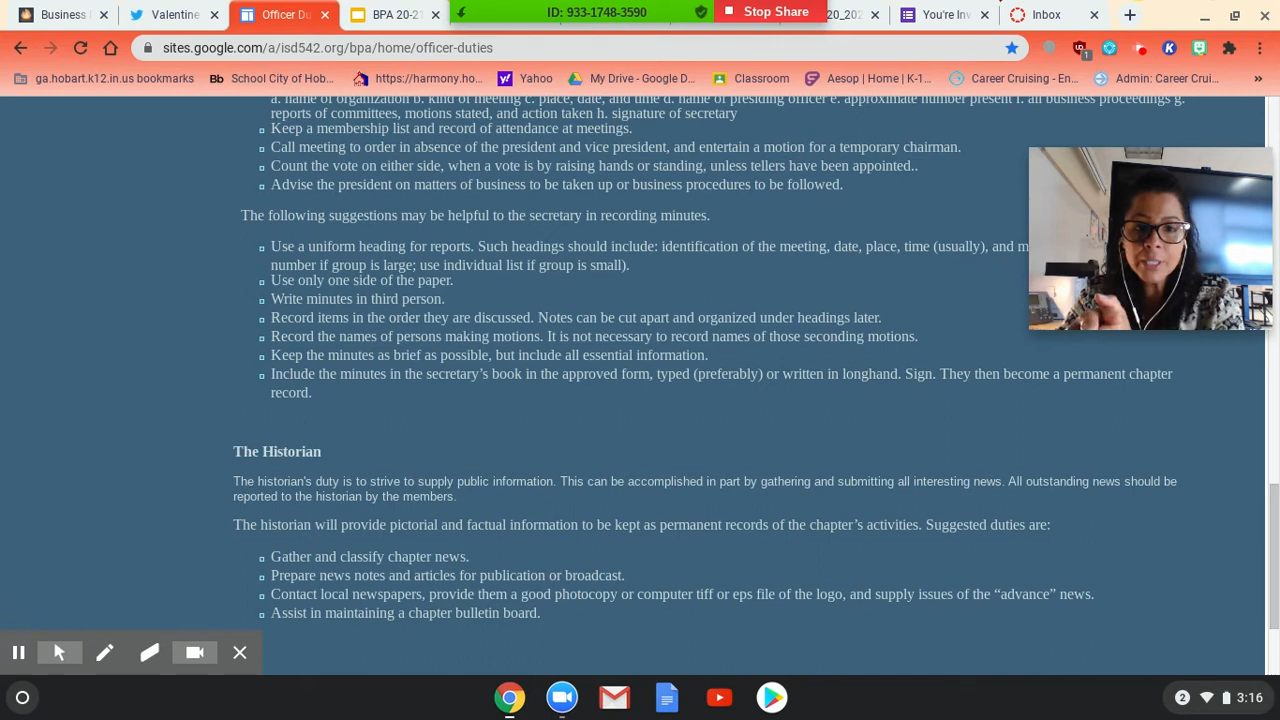 Business
Valentine
Officer Du
BPA 20-21
ID: 933-1748-3590
Stop Share
20_202
You're Inv
Inbox
sites.google.com/a/isd542.org/bpa/home/officer-duties
ga.hobart.k12.in.us bookmarks
Bb School City of Hob...
https://harmony.ho...
Yahoo
My Drive - Google D...
Classroom
Aesop | Home | K-1...
Career Cruising - En...
Admin: Career Crui...
»
a. name of organization b. kind of meeting c. place, date, and time d. name of presiding officer e. approximate number present f. all business proceedings g.
reports of committees, motions stated, and action taken h. signature of secretary
Keep a membership list and record of attendance at meetings.
Call meeting to order in absence of the president and vice president, and entertain a motion for a temporary chairman.
Count the vote on either side, when a vote is by raising hands or standing, unless tellers have been appointed..
Advise the president on matters of business to be taken up or business procedures to be followed.
The following suggestions may be helpful to the secretary in recording minutes.
Use a uniform heading for reports. Such headings should include: identification of the meeting, date, place, time (usually), and m
number if group is large; use individual list if group is small).
Use only one side of the paper.
Write minutes in third person.
Record items in the order they are discussed. Notes can be cut apart and organized under headings later.
Record the names of persons making motions. It is not necessary to record names of those seconding motions.
Keep the minutes as brief as possible, but include all essential information.
Include the minutes in the secretary’s book in the approved form, typed (preferably) or written in longhand. Sign. They then become a permanent chapter
record.
The Historian
The historian's duty is to strive to supply public information. This can be accomplished in part by gathering and submitting all interesting news. All outstanding news should be
reported to the historian by the members.
The historian will provide pictorial and factual information to be kept as permanent records of the chapter’s activities. Suggested duties are:
Gather and classify chapter news.
Prepare news notes and articles for publication or broadcast.
Contact local newspapers, provide them a good photocopy or computer tiff or eps file of the logo, and supply issues of the “advance” news.
Assist in maintaining a chapter bulletin board.
2
3:16